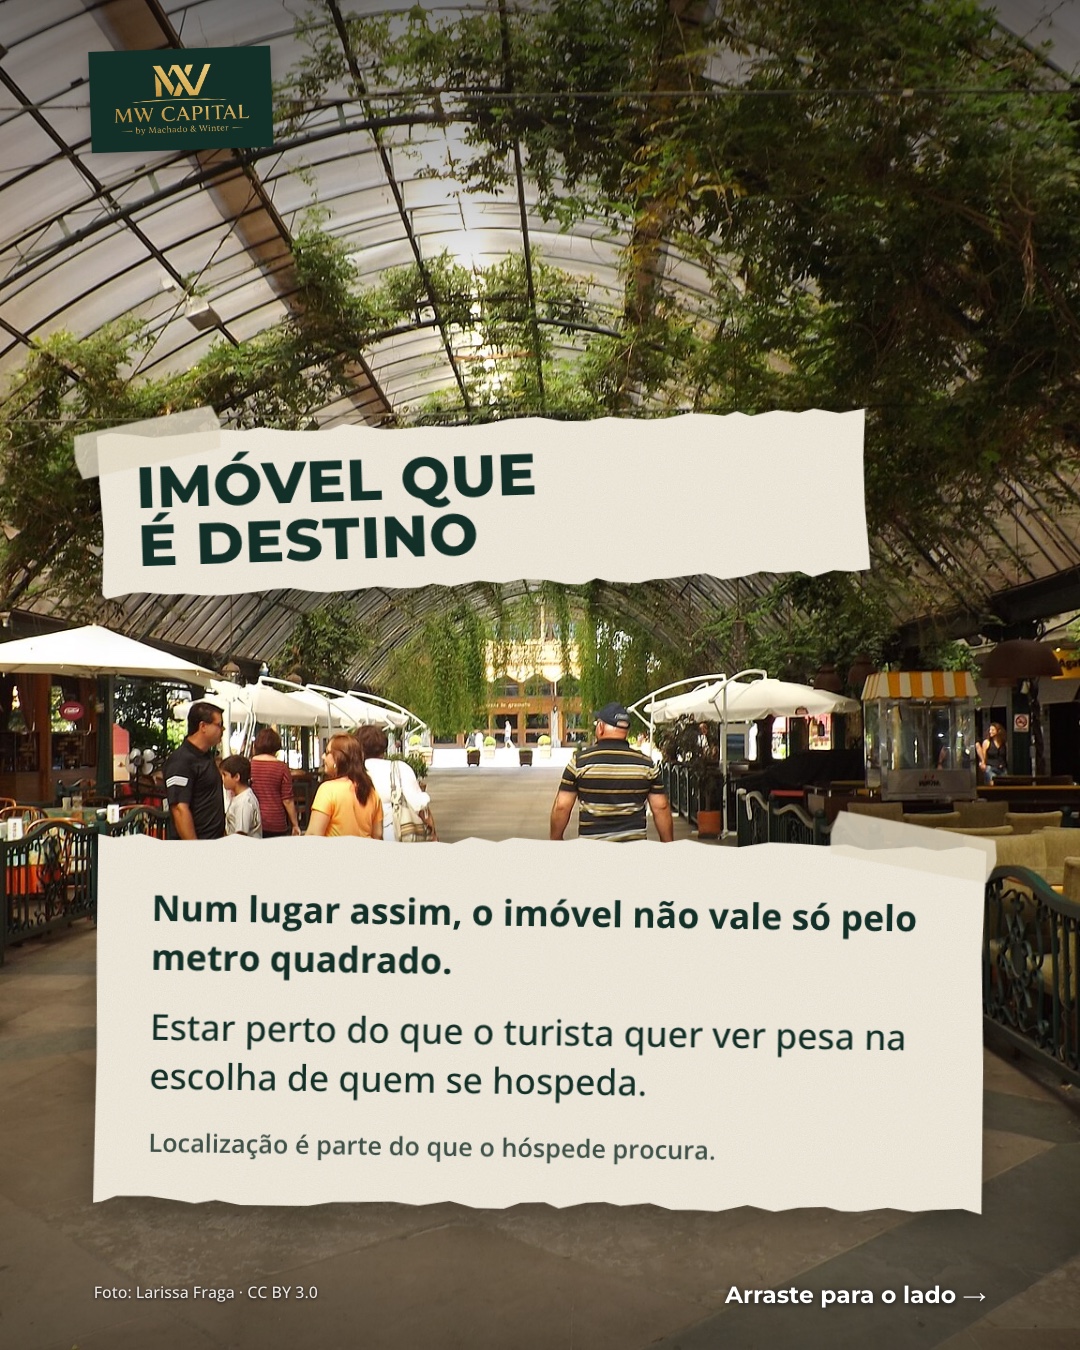 MW CAPITAL
by Machado & Winter
IMÓVEL QUE
É DESTINO
Num lugar assim, o imóvel não vale só pelo
metro quadrado.
Estar perto do que o turista quer ver pesa na
escolha de quem se hospeda.
Localização é parte do que o hóspede procura.
Foto: Larissa Fraga · CC BY 3.0
Arraste para o lado →